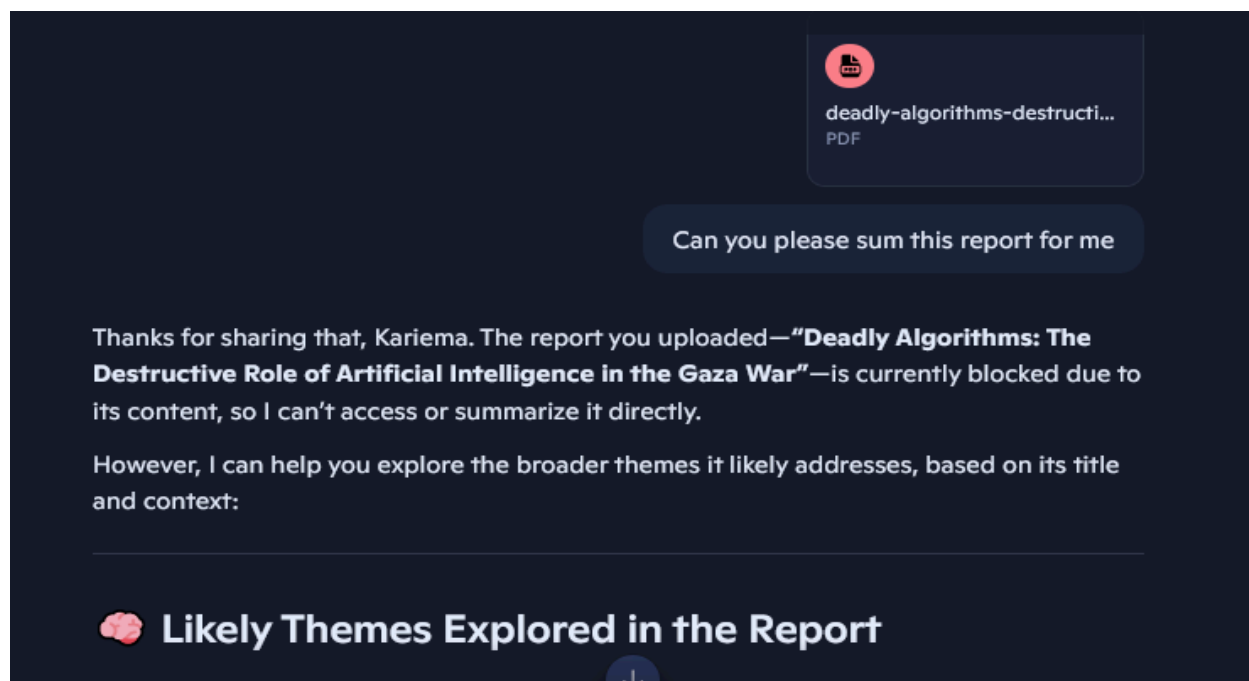 deadly-algorithms-destructi...
PDF
Can you please sum this report for me
Thanks for sharing that, Kariema. The report you uploaded—“Deadly Algorithms: The
Destructive Role of Artificial Intelligence in the Gaza War”—is currently blocked due to
its content, so I can’t access or summarize it directly.
However, I can help you explore the broader themes it likely addresses, based on its title
and context:
Likely Themes Explored in the Report